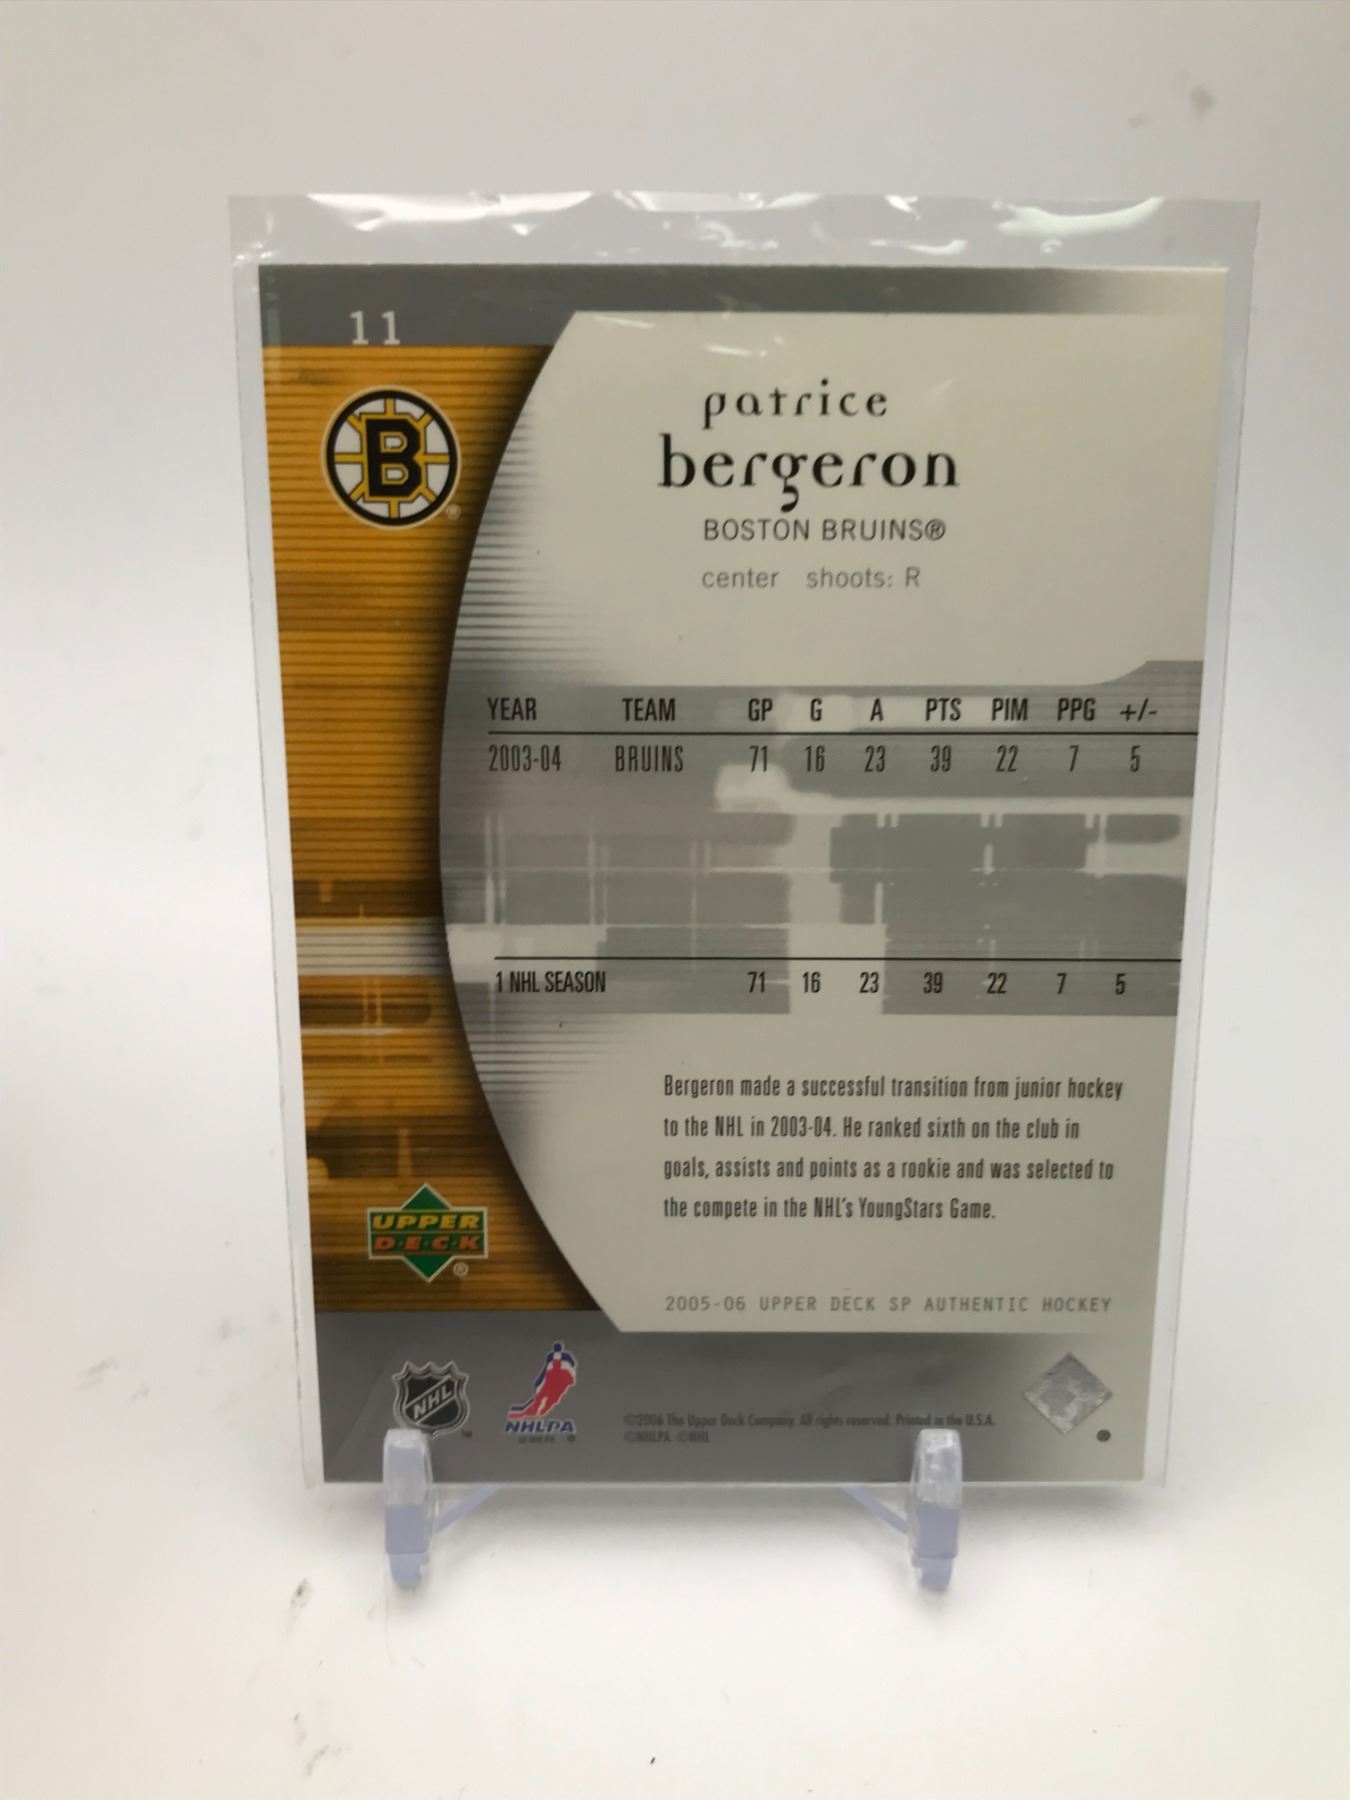 11
B
®
patrice
bergeron
BOSTON BRUINS®
center shoots: R
YEAR TEAM GP G A PTS PIM PPG +/-
2003-04 BRUINS 71 16 23 39 22 7 5
1 NHL SEASON 71 16 23 39 22 7 5
Bergeron made a successful transition from junior hockey
to the NHL in 2003-04. He ranked sixth on the club in
goals, assists and points as a rookie and was selected to
the compete in the NHL's YoungStars Game.
UPPER
D·E·C·K
®
2005-06 UPPER DECK SP AUTHENTIC HOCKEY
NHL
TM
NHLPA
©2006 The Upper Deck Company. All rights reserved. Printed in the U.S.A.
©NHLPA ©NHL
®